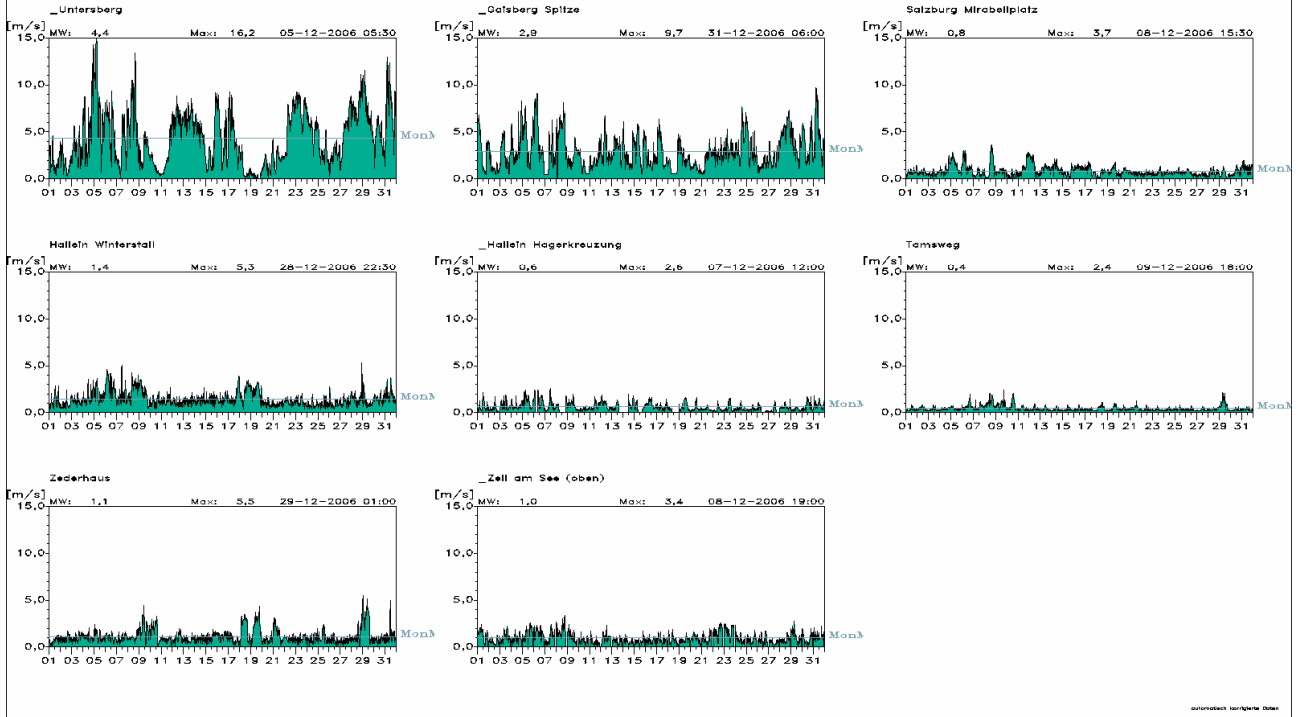 _Untersberg
[m/s] MW: 4,4 Max: 16,2 05-12-2006 05:30
15,0
10,0
5,0
MonM
0,0
01 03 05 07 09 11 13 15 17 19 21 23 25 27 29 31
_Gaisberg Spitze
[m/s] MW: 2,9 Max: 9,7 31-12-2006 06:00
15,0
10,0
5,0
MonM
0,0
01 03 05 07 09 11 13 15 17 19 21 23 25 27 29 31
Salzburg Mirabellplatz
[m/s] MW: 0,8 Max: 3,7 08-12-2006 15:30
15,0
10,0
5,0
MonM
0,0
01 03 05 07 09 11 13 15 17 19 21 23 25 27 29 31
Hallein Winterstall
[m/s] MW: 1,4 Max: 5,3 28-12-2006 22:30
15,0
10,0
5,0
MonM
0,0
01 03 05 07 09 11 13 15 17 19 21 23 25 27 29 31
_Hallein Hagerkreuzung
[m/s] MW: 0,6 Max: 2,6 07-12-2006 12:00
15,0
10,0
5,0
MonM
0,0
01 03 05 07 09 11 13 15 17 19 21 23 25 27 29 31
Tamsweg
[m/s] MW: 0,4 Max: 2,4 09-12-2006 18:00
15,0
10,0
5,0
MonM
0,0
01 03 05 07 09 11 13 15 17 19 21 23 25 27 29 31
Zederhaus
[m/s] MW: 1,1 Max: 5,5 29-12-2006 01:00
15,0
10,0
5,0
MonM
0,0
01 03 05 07 09 11 13 15 17 19 21 23 25 27 29 31
_Zell am See (oben)
[m/s] MW: 1,0 Max: 3,4 08-12-2006 19:00
15,0
10,0
5,0
MonM
0,0
01 03 05 07 09 11 13 15 17 19 21 23 25 27 29 31
automatisch korrigierte Daten